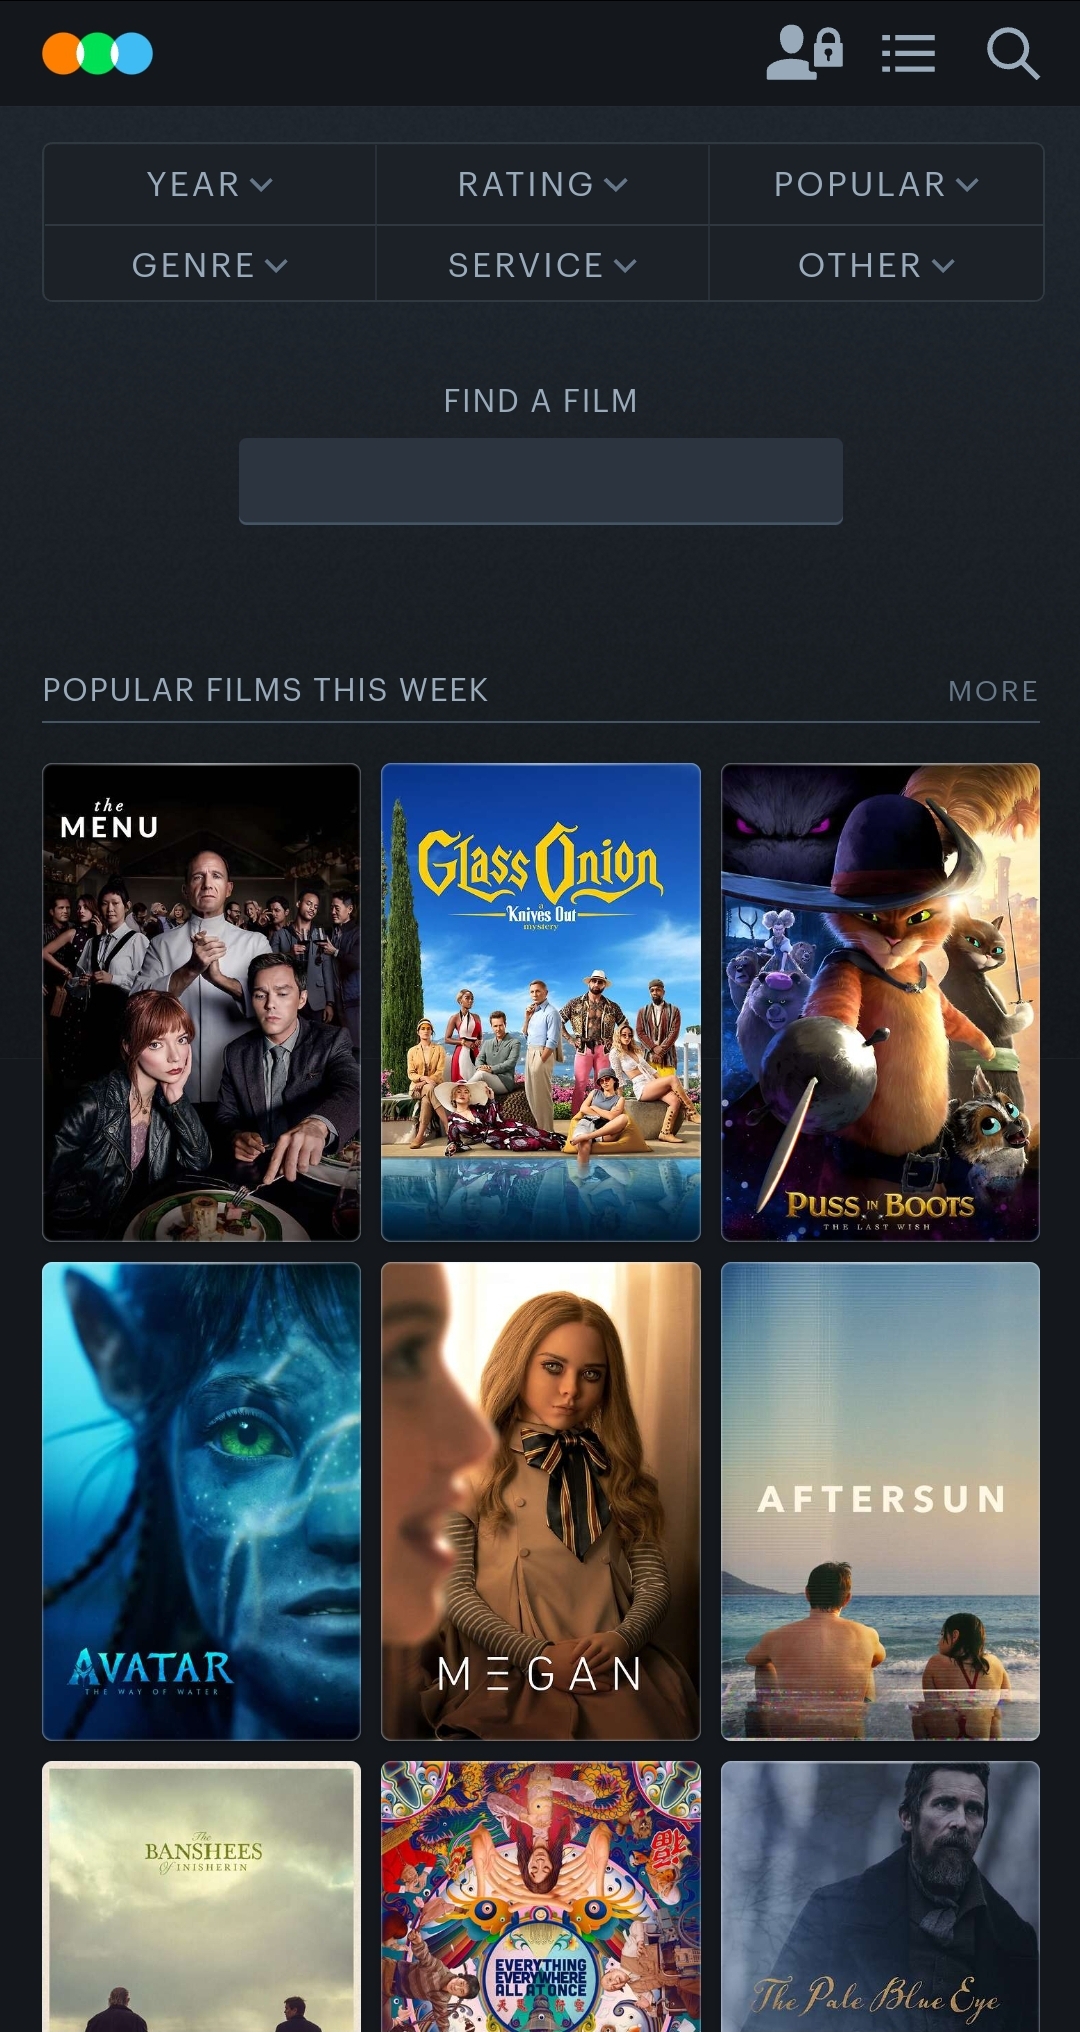 YEAR RATING POPULAR
GENRE SERVICE OTHER
FIND A FILM
POPULAR FILMS THIS WEEK MORE
the
MENU
Glass Onion
a
Knives Out
mystery
PUSS IN BOOTS
THE LAST WISH
AVATAR
THE WAY OF WATER
M Ξ G A N
AFTERSUN
The
BANSHEES
Of INISHERIN
福
EVERYTHING
EVERYWHERE
ALL AT ONCE
The Pale Blue Eye